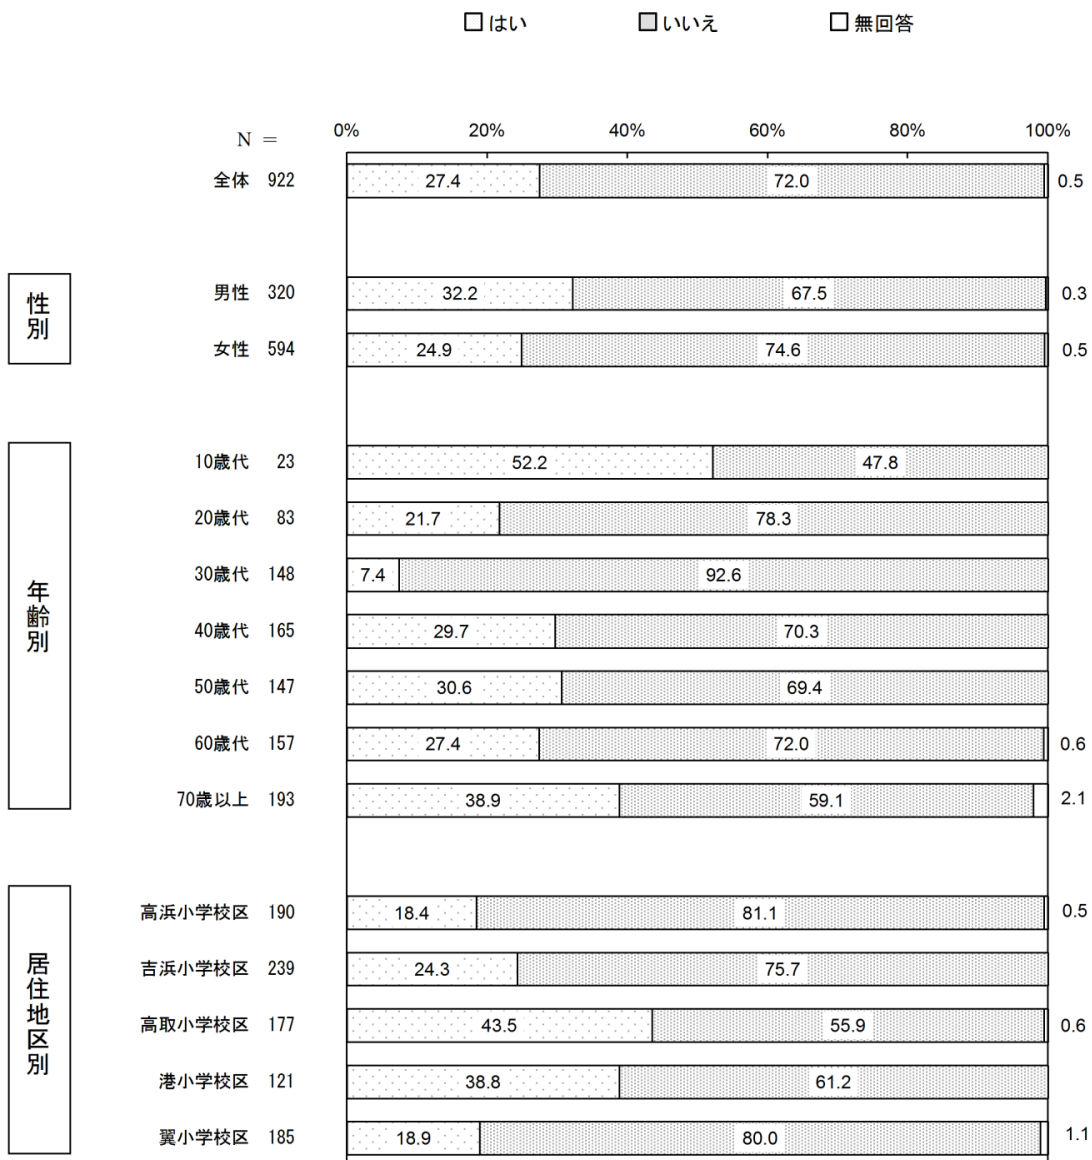 はい いいえ 無回答
N = 0% 20% 40% 60% 80% 100%
全体 922 27.4 72.0 0.5
性別
男性 320 32.2 67.5 0.3
女性 594 24.9 74.6 0.5
年齢別
10歳代 23 52.2 47.8
20歳代 83 21.7 78.3
30歳代 148 7.4 92.6
40歳代 165 29.7 70.3
50歳代 147 30.6 69.4
60歳代 157 27.4 72.0 0.6
70歳以上 193 38.9 59.1 2.1
居住地区別
高浜小学校区 190 18.4 81.1 0.5
吉浜小学校区 239 24.3 75.7
高取小学校区 177 43.5 55.9 0.6
港小学校区 121 38.8 61.2
翼小学校区 185 18.9 80.0 1.1